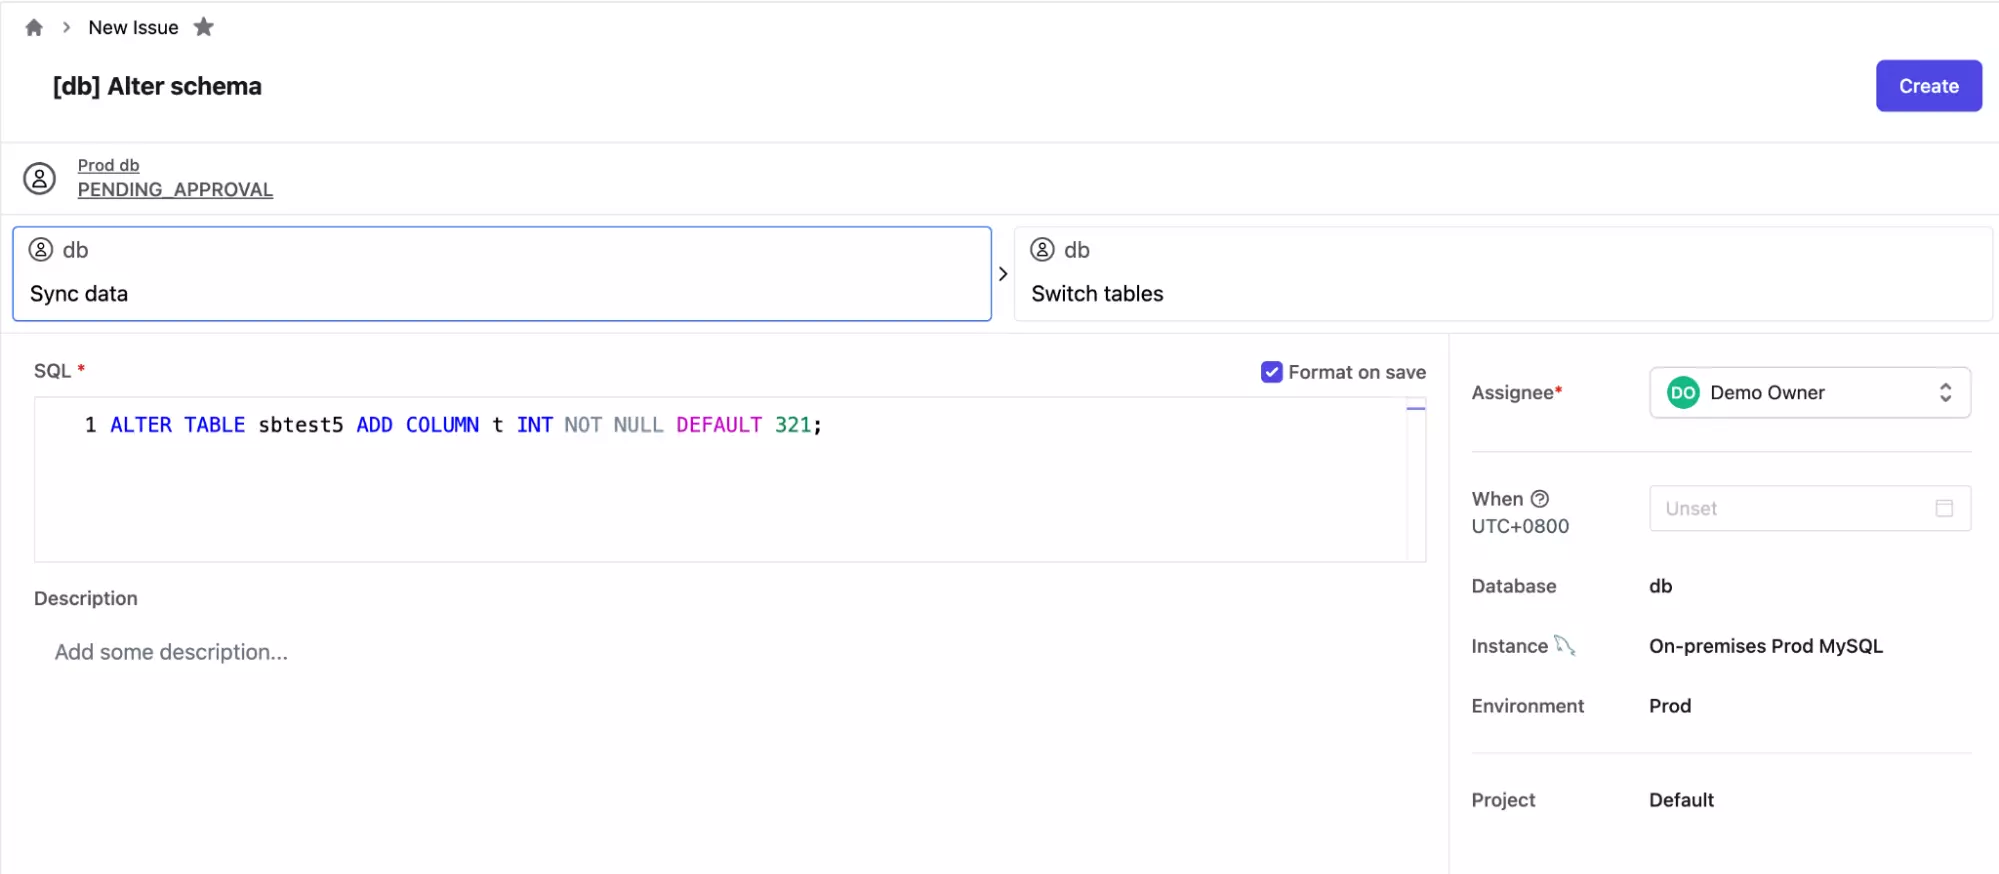 New Issue
[db] Alter schema
Create
Prod db
PENDING_APPROVAL
db
Sync data
db
Switch tables
SQL *
Format on save
1 ALTER TABLE sbtest5 ADD COLUMN t INT NOT NULL DEFAULT 321;
Description
Add some description...
Assignee*
DO Demo Owner
When
UTC+0800
Unset
Database
db
Instance
On-premises Prod MySQL
Environment
Prod
Project
Default